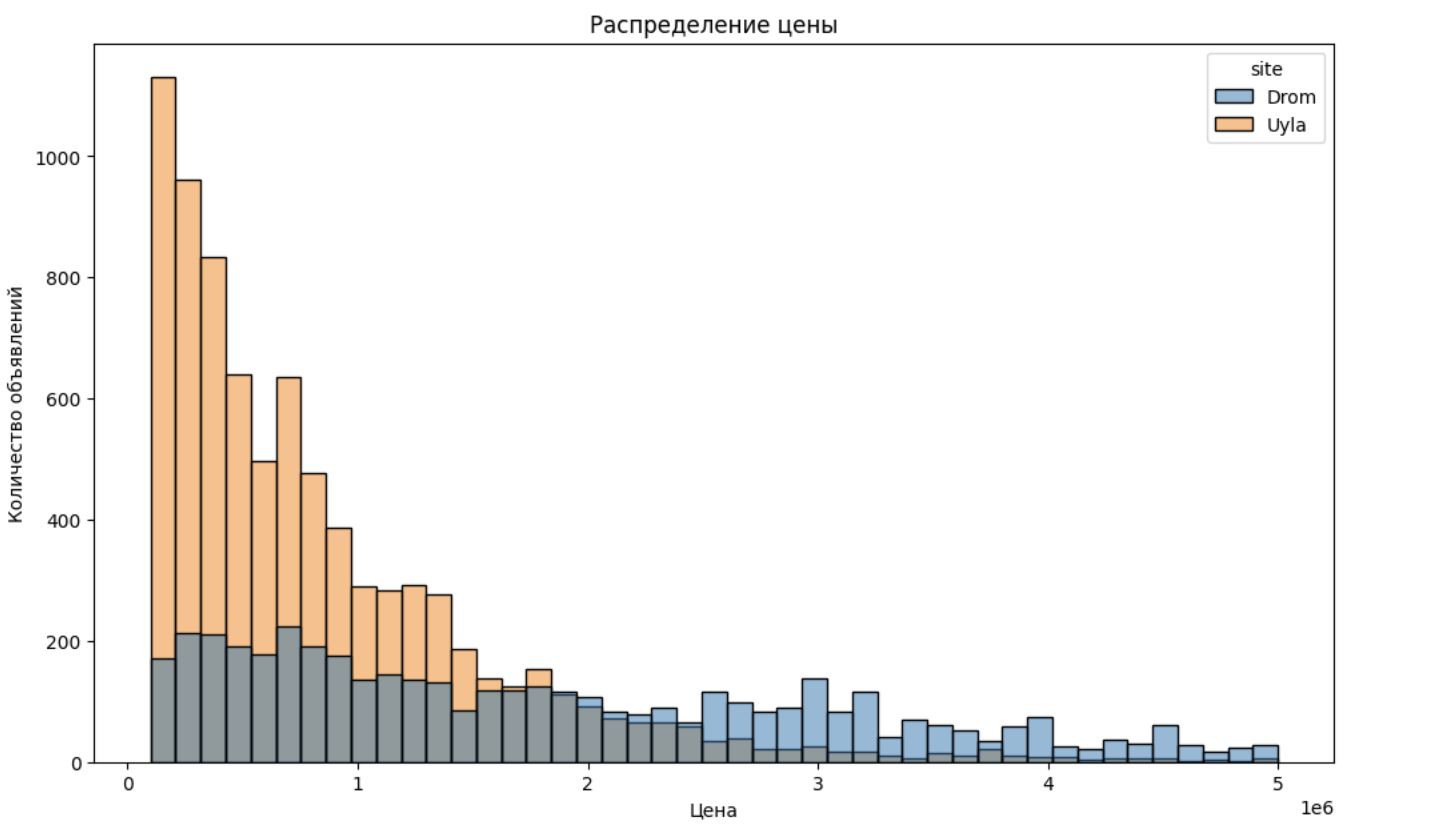 Распределение цены
site
Drom
Uyla
Количество объявлений
1000
800
600
400
200
0
0 1 2 3 4 5
1e6
Цена